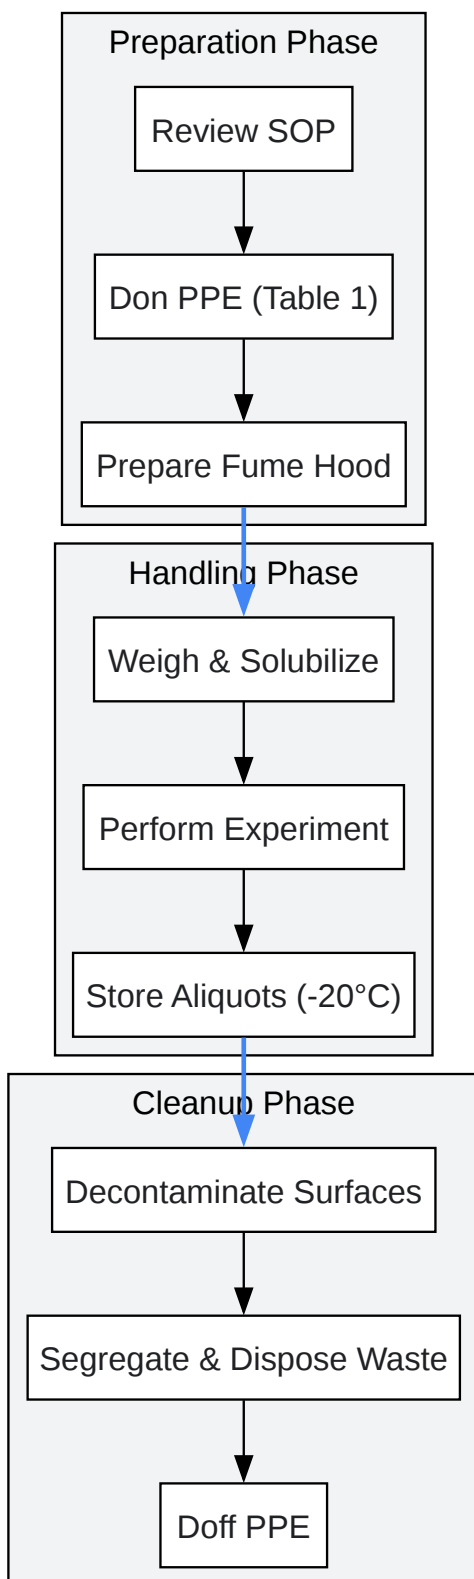 Preparation Phase
Review SOP
Don PPE (Table 1)
Prepare Fume Hood
Handling Phase
Weigh & Solubilize
Perform Experiment
Store Aliquots (-20°C)
Cleanup Phase
Decontaminate Surfaces
Segregate & Dispose Waste
Doff PPE